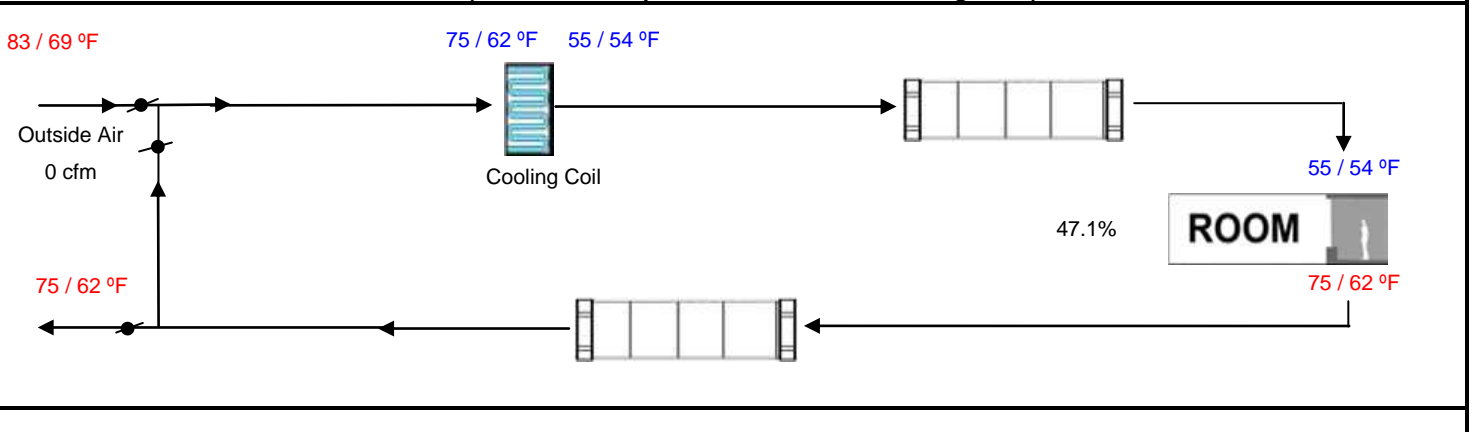 83 / 69 ºF
75 / 62 ºF
55 / 54 ºF
Outside Air
0 cfm
Cooling Coil
55 / 54 ºF
47.1%
ROOM
75 / 62 ºF
75 / 62 ºF